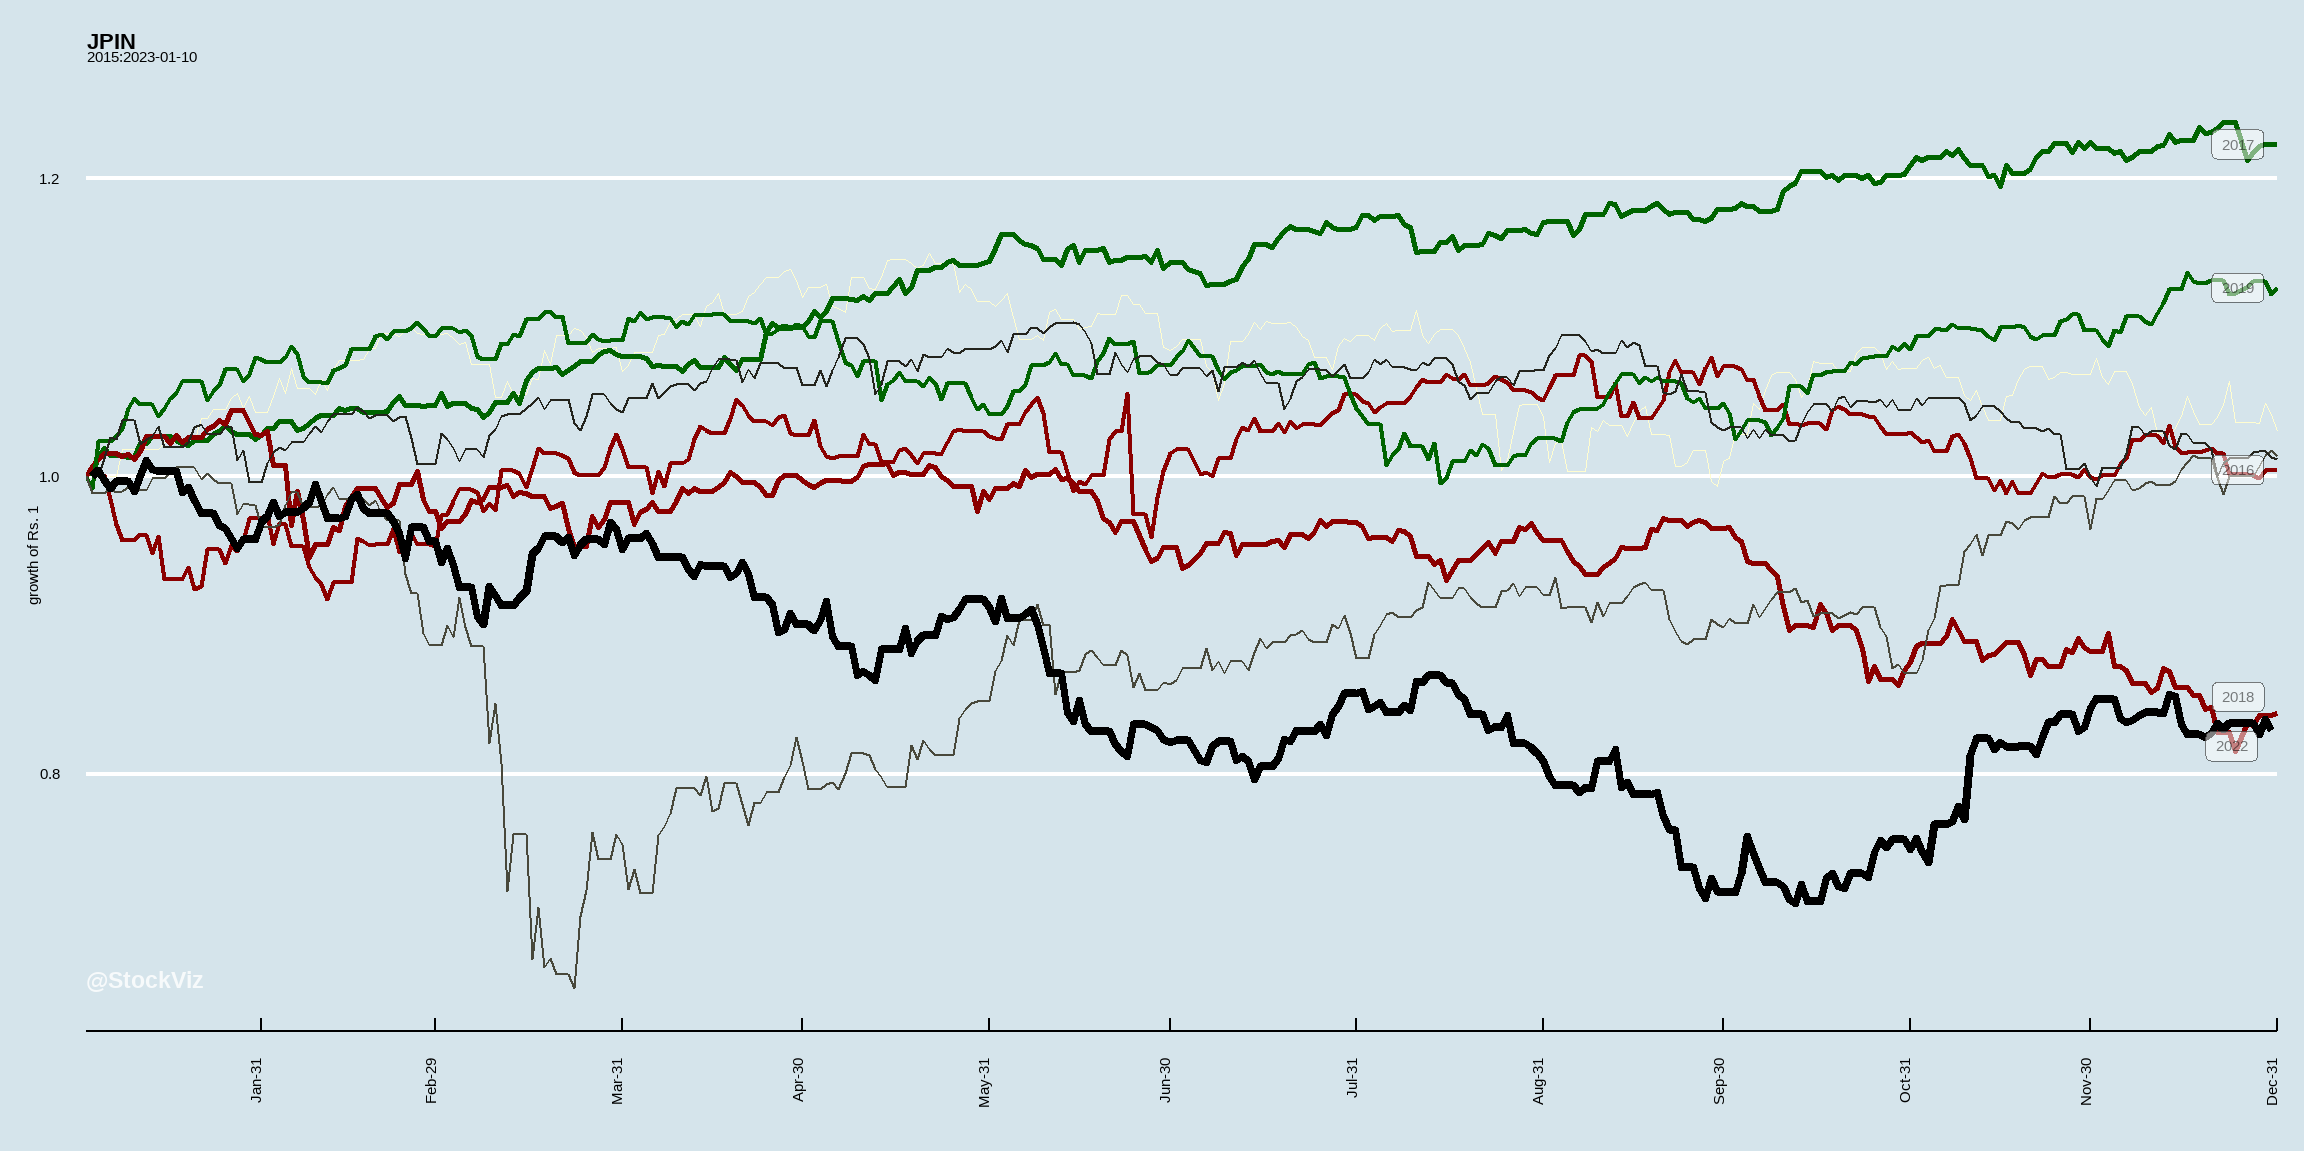 JPIN
2015:2023-01-10
1.2
1.0
0.8
growth of Rs. 1
2017
2019
2016
2018
2022
@StockViz
Jan-31
Feb-29
Mar-31
Apr-30
May-31
Jun-30
Jul-31
Aug-31
Sep-30
Oct-31
Nov-30
Dec-31